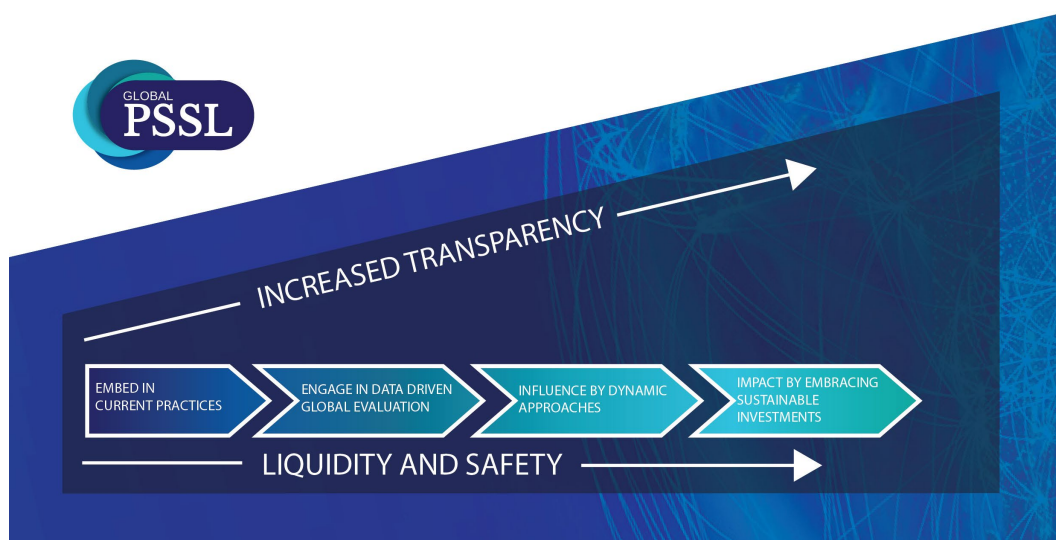 GLOBAL
PSSL
INCREASED TRANSPARENCY
EMBED IN
CURRENT PRACTICES
ENGAGE IN DATA DRIVEN
GLOBAL EVALUATION
INFLUENCE BY DYNAMIC
APPROACHES
IMPACT BY EMBRACING
SUSTAINABLE
INVESTMENTS
LIQUIDITY AND SAFETY